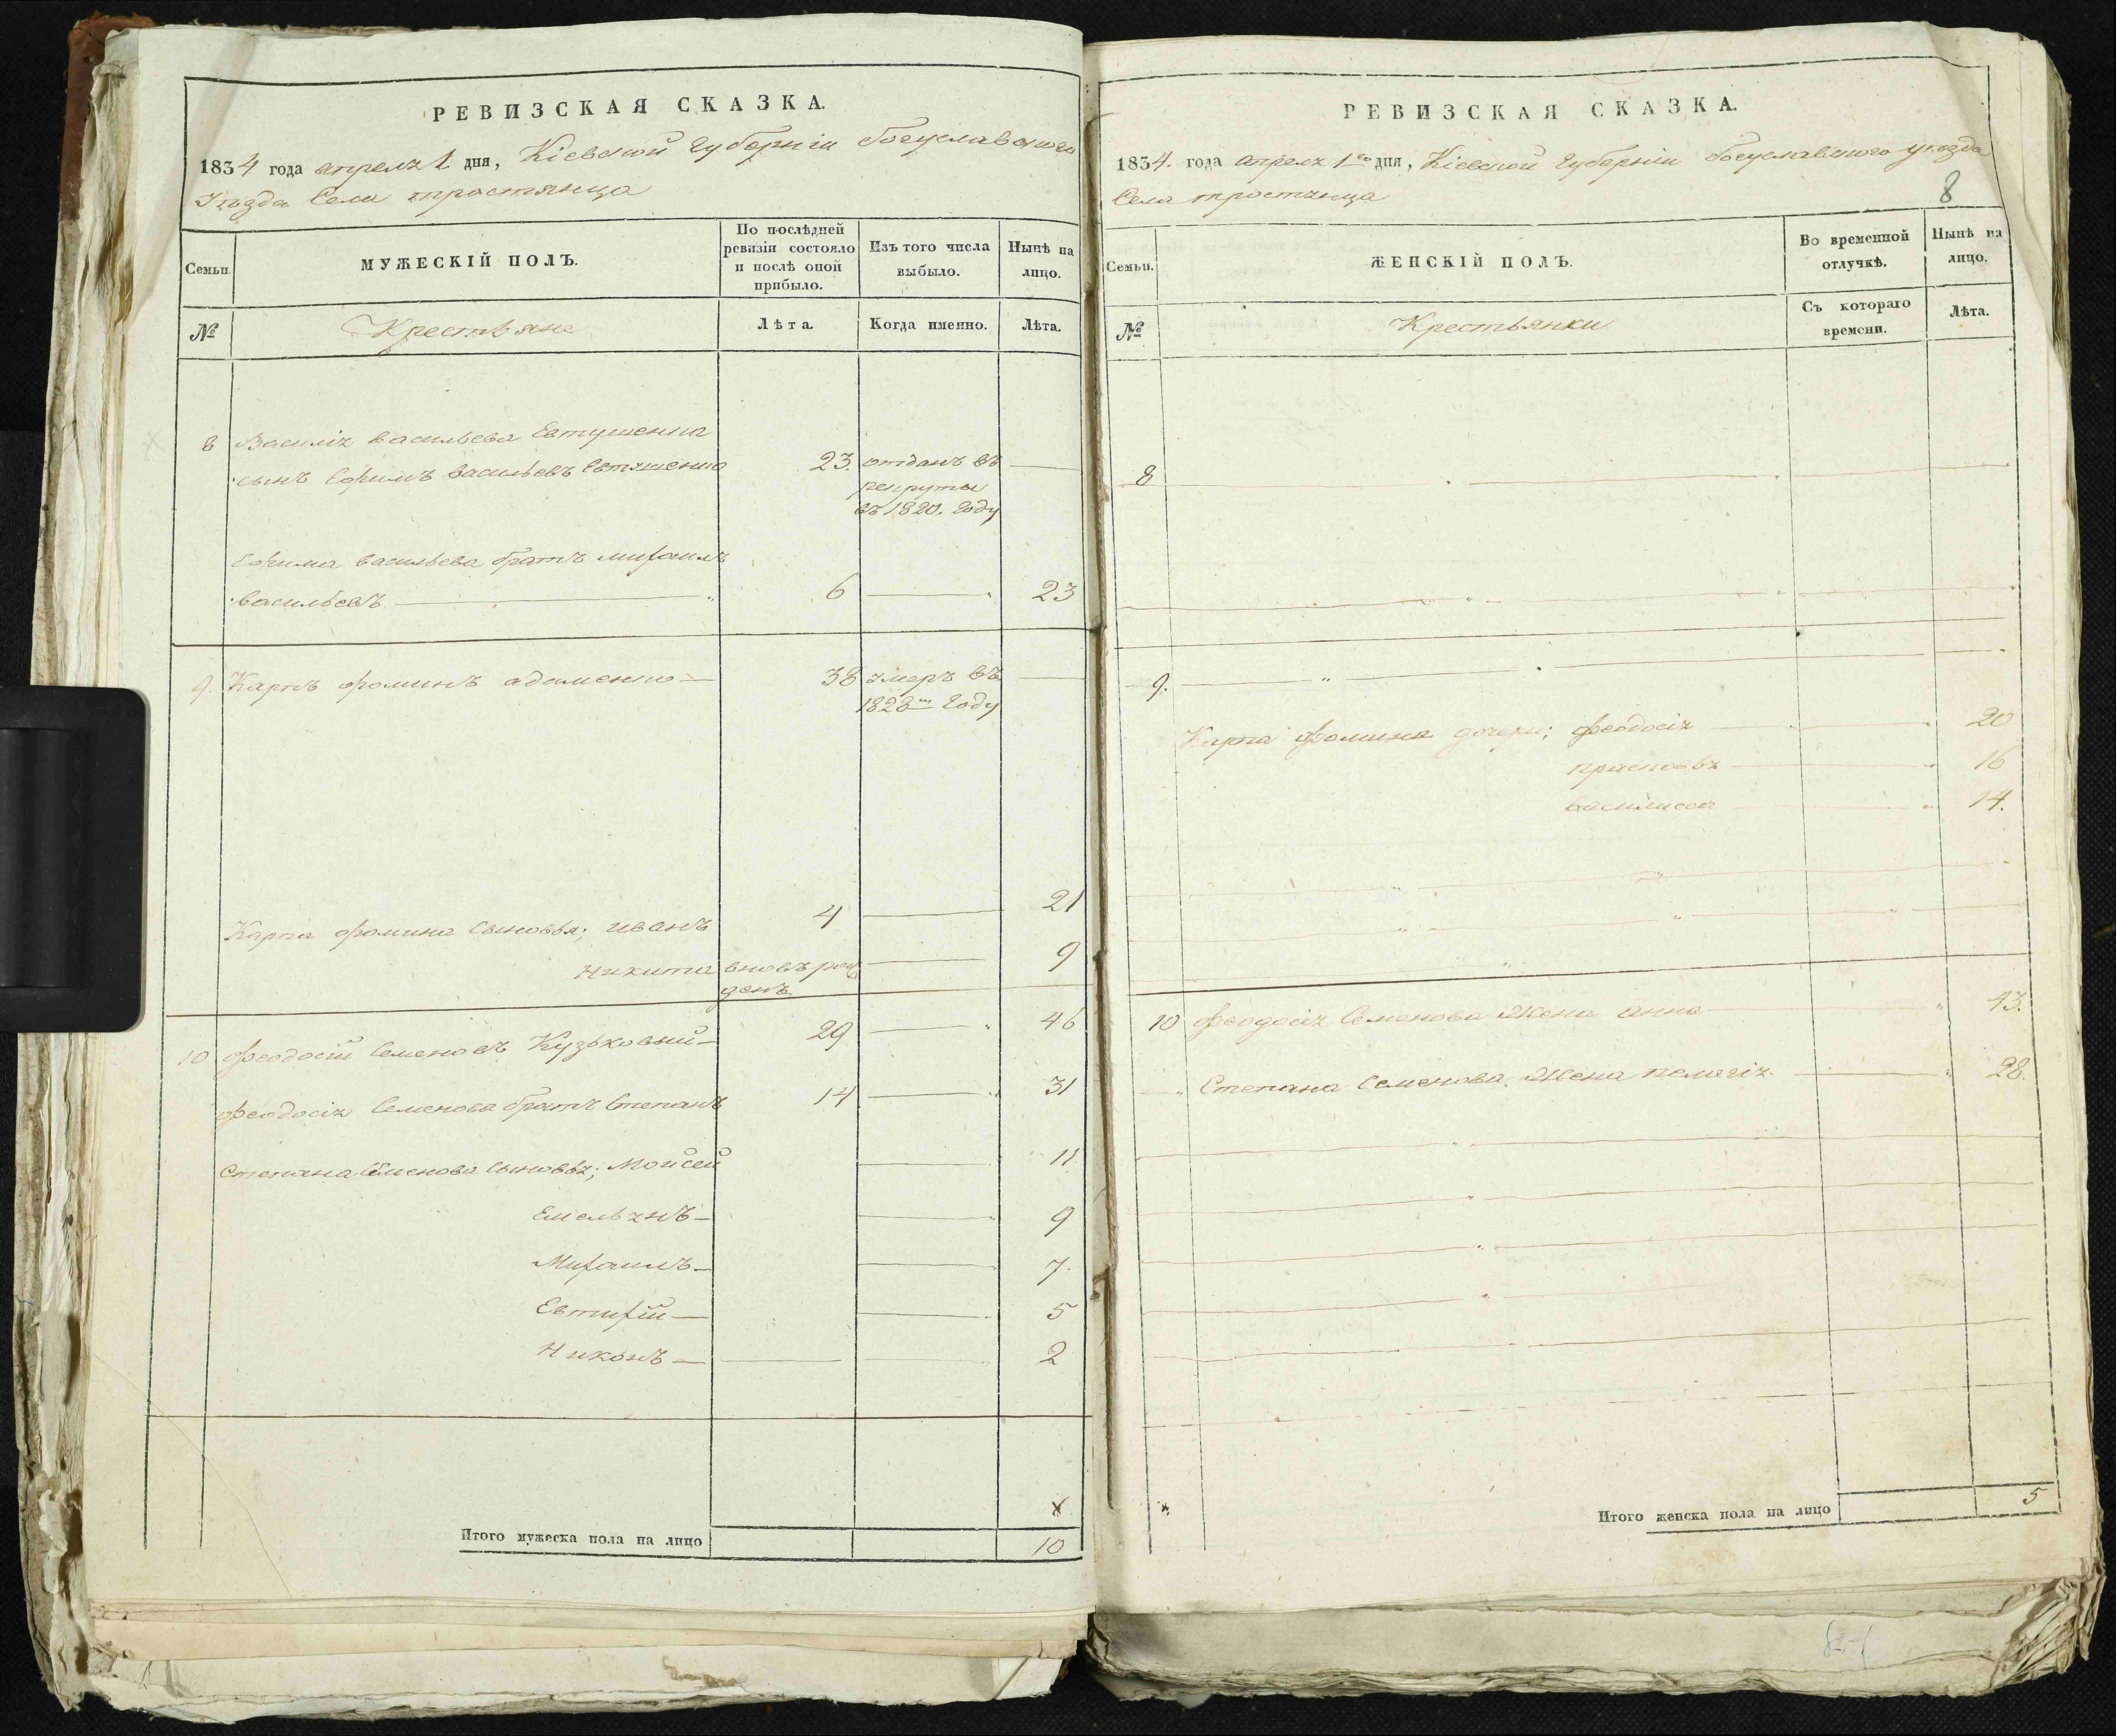 РЕВИЗСКАЯ СКАЗКА.
1834 года апреля 1 дня, Кіевской Губерніи Богуславского
Уезда Села тростянца
Семьи.
МУЖЕСКІЙ ПОЛЪ.
По послѣдней
ревизіи состояло
и послѣ оной
прибыло.
Изъ того числа
выбыло.
Нынѣ на
лицо.
№
Крестьяне
Лѣта.
Когда именно.
Лѣта.
8 Василія васильева Евтушенка
сынъ Ефимъ васильевъ Евтушенко 23. отданъ въ
рекруты
въ 1820. Году
Ефима васильева братъ михаилъ
васильевъ 6 23
9. Карпъ фоминъ адаменко 38 умеръ въ
1828м Году
Карпа фомина сыновья; иванъ 4 21
Никита вновь рож
денъ 9
10 феодосій Семеновъ Кузьковый 29 46
феодосія Семенова братъ Степанъ 14 31
Степана Семенова сыновья; Мойсей 11
Емельянъ 9
Михаилъ 7.
Евтихій 5
Никонъ 2
Итого мужеска пола на лицо 10
РЕВИЗСКАЯ СКАЗКА.
1834. года апреля 1го дня, Кіевской Губерніи Богуславского уезда
Села тростянца
8
Семьи.
ЖЕНСКІЙ ПОЛЪ.
Во временной
отлучкѣ.
Нынѣ на
лицо.
№
Крестьянки
Съ котораго
времени.
Лѣта.
8
9.
Карпа фомина дочери; феодосія 20
прасковья 16
василиса 14.
10 феодосія Семенова Жена анна 43.
Степана Семенова Жена пелагія 28.
Итого женска пола на лицо 5